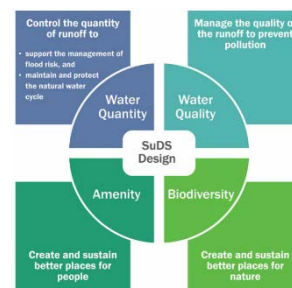 Control the quantity
of runoff to
• support the management of
flood risk, and
• maintain and protect
the natural water
cycle
Manage the quality of
the runoff to prevent
pollution
Water
Quantity
Water
Quality
SuDS
Design
Amenity
Biodiversity
Create and sustain
better places for
people
Create and sustain
better places for
nature